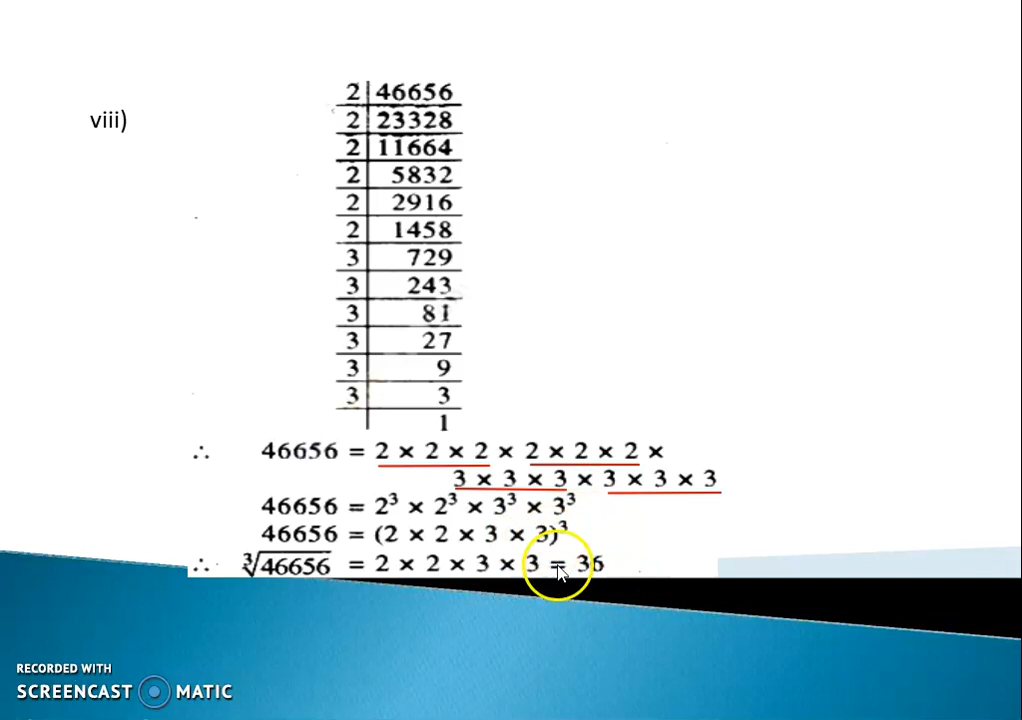 viii)
2 | 46656
2 | 23328
2 | 11664
2 | 5832
2 | 2916
2 | 1458
3 | 729
3 | 243
3 | 81
3 | 27
3 | 9
3 | 3
| 1
∴ 46656 = 2 × 2 × 2 × 2 × 2 × 2 ×
3 × 3 × 3 × 3 × 3 × 3
46656 = 2³ × 2³ × 3³ × 3³
46656 = (2 × 2 × 3 × 3)³
∴ ∛46656 = 2 × 2 × 3 × 3 = 36
RECORDED WITH
SCREENCAST MATIC